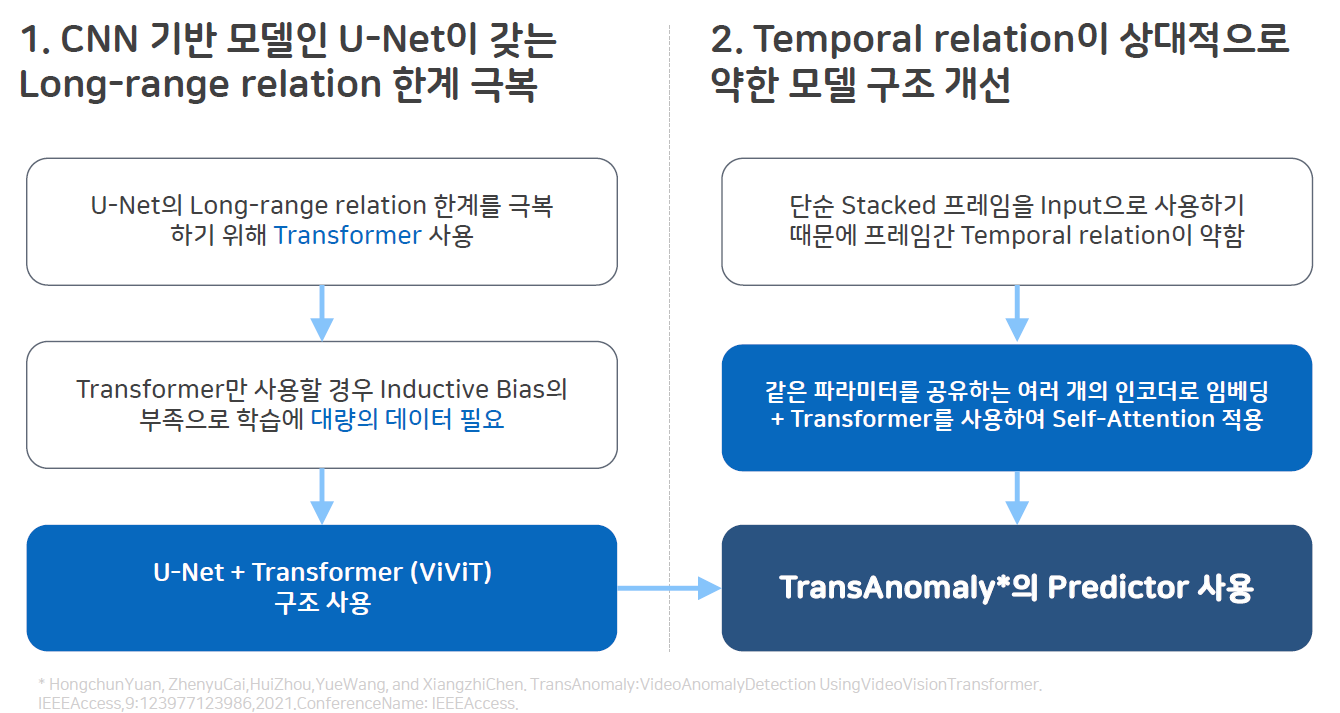 1. CNN 기반 모델인 U-Net이 갖는
Long-range relation 한계 극복
U-Net의 Long-range relation 한계를 극복
하기 위해 Transformer 사용
Transformer만 사용할 경우 Inductive Bias의
부족으로 학습에 대량의 데이터 필요
U-Net + Transformer (ViViT)
구조 사용
2. Temporal relation이 상대적으로
약한 모델 구조 개선
단순 Stacked 프레임을 Input으로 사용하기
때문에 프레임간 Temporal relation이 약함
같은 파라미터를 공유하는 여러 개의 인코더로 임베딩
+ Transformer를 사용하여 Self-Attention 적용
TransAnomaly*의 Predictor 사용
* HongchunYuan, ZhenyuCai,HuiZhou,YueWang, and XiangzhiChen. TransAnomaly:VideoAnomalyDetection UsingVideoVisionTransformer.
IEEEAccess,9:123977123986,2021.ConferenceName: IEEEAccess.